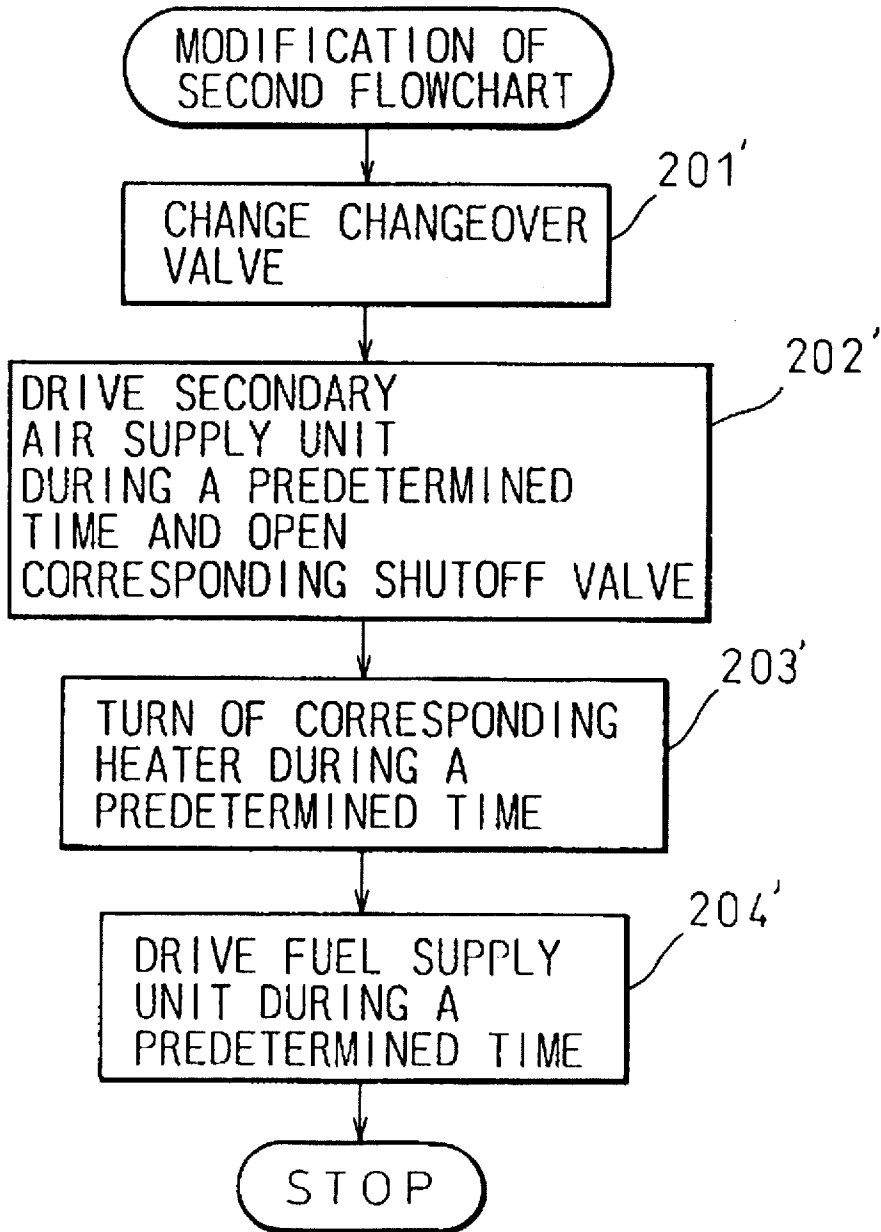 MODIFICATION OF
SECOND FLOWCHART
201'
CHANGE CHANGEOVER
VALVE
202'
DRIVE SECONDARY
AIR SUPPLY UNIT
DURING A PREDETERMINED
TIME AND OPEN
CORRESPONDING SHUTOFF VALVE
203'
TURN OF CORRESPONDING
HEATER DURING A
PREDETERMINED TIME
204'
DRIVE FUEL SUPPLY
UNIT DURING A
PREDETERMINED TIME
STOP